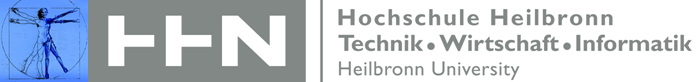 HHN
Hochschule Heilbronn
Technik • Wirtschaft • Informatik
Heilbronn University